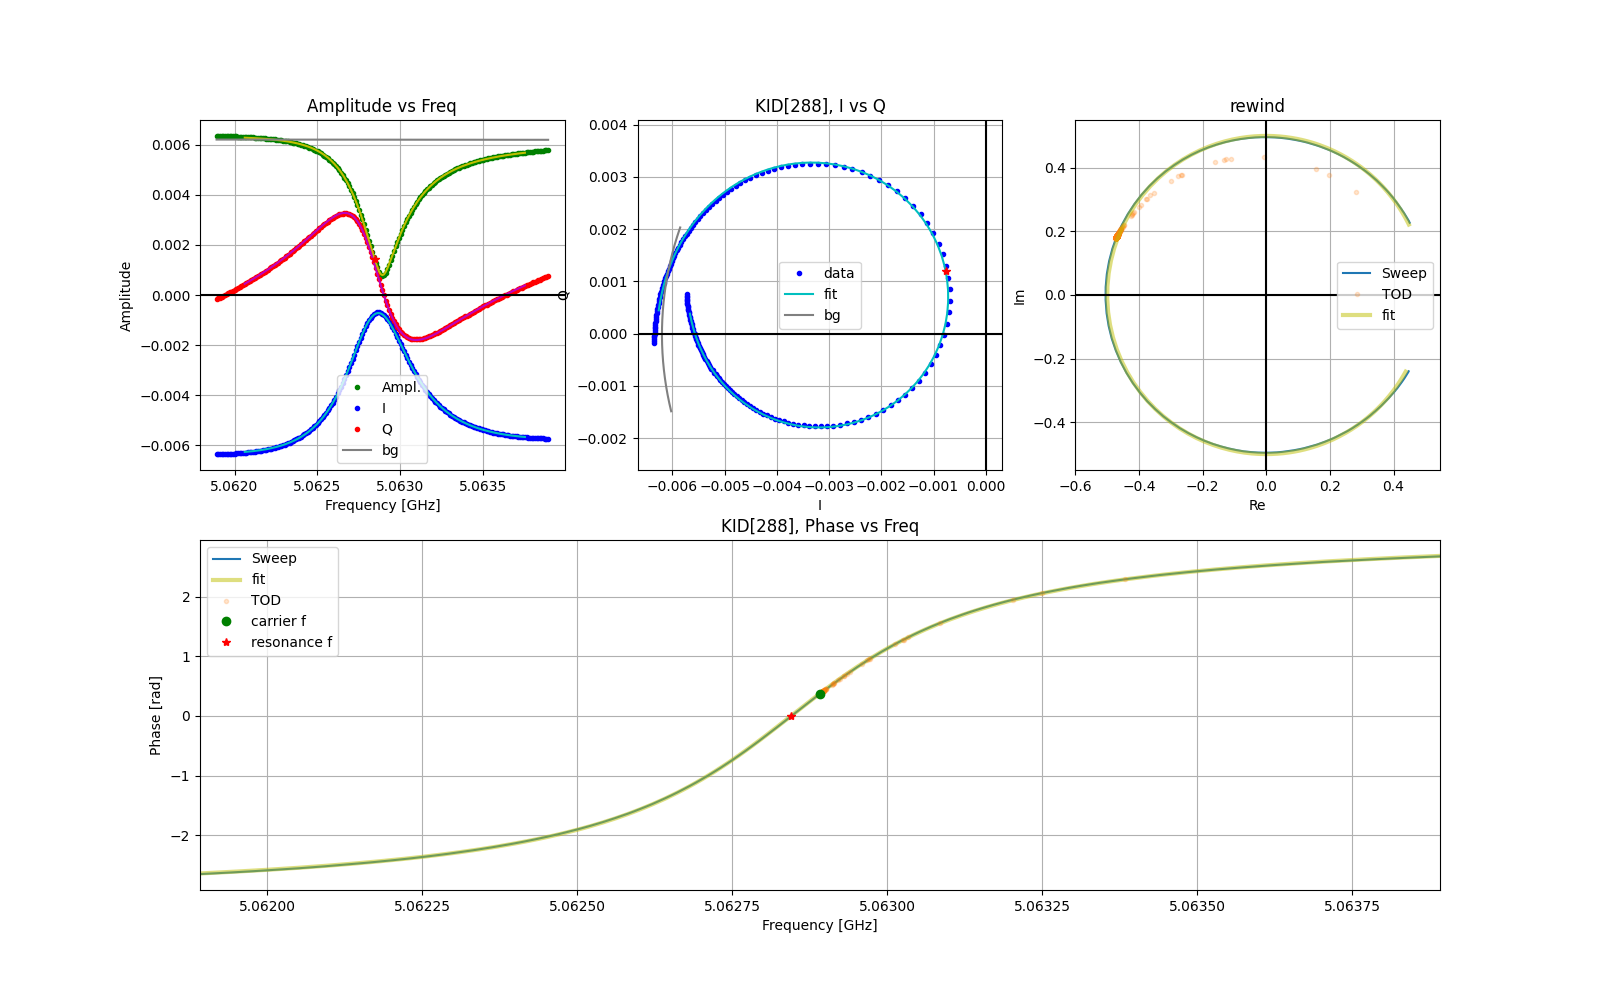 Amplitude vs Freq
Amplitude
0.006
0.004
0.002
0.000
−0.002
−0.004
−0.006
Ampl.
I
Q
bg
5.0620
5.0625
5.0630
5.0635
Frequency [GHz]
KID[288], I vs Q
Q
0.004
0.003
0.002
0.001
0.000
−0.001
−0.002
data
fit
bg
−0.006
−0.005
−0.004
−0.003
−0.002
−0.001
0.000
I
rewind
Im
0.4
0.2
0.0
−0.2
−0.4
Sweep
TOD
fit
−0.6
−0.4
−0.2
0.0
0.2
0.4
Re
KID[288], Phase vs Freq
Phase [rad]
2
1
0
−1
−2
Sweep
fit
TOD
carrier f
resonance f
5.06200
5.06225
5.06250
5.06275
5.06300
5.06325
5.06350
5.06375
Frequency [GHz]